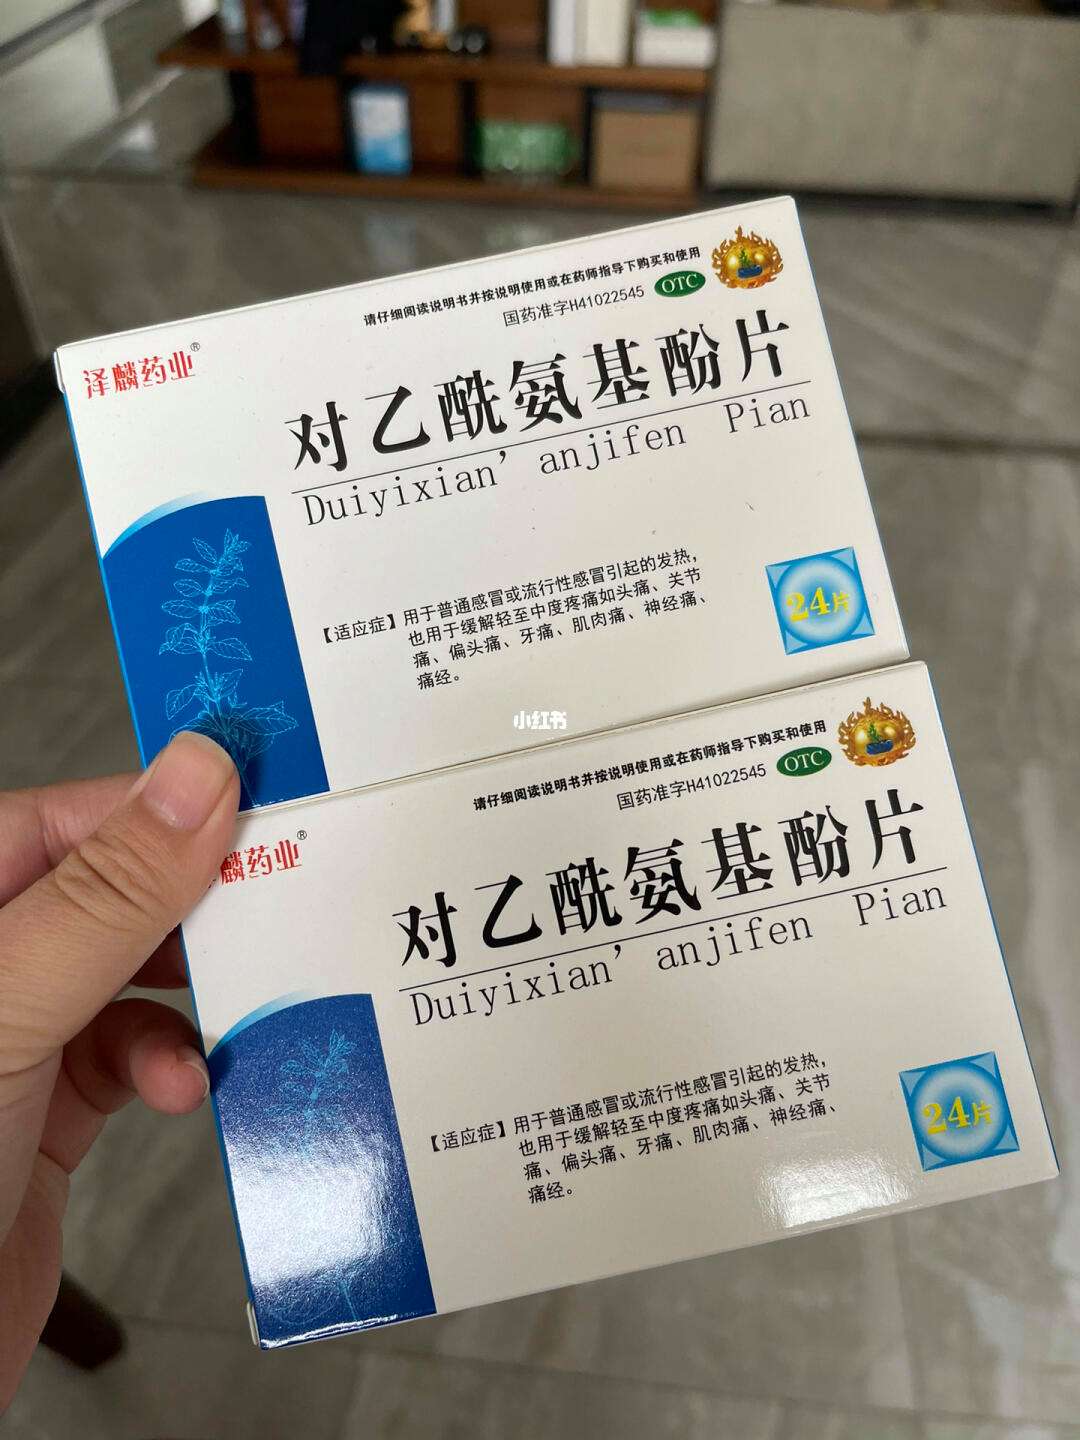 请仔细阅读说明书并按说明使用或在药师指导下购买和使用
国药准字H41022545
OTC
泽麟药业®
对乙酰氨基酚片
Duiyixian' anjifen Pian
【适应症】用于普通感冒或流行性感冒引起的发热，
也用于缓解轻至中度疼痛如头痛、关节
痛、偏头痛、牙痛、肌肉痛、神经痛、
痛经。
24片
小红书
请仔细阅读说明书并按说明使用或在药师指导下购买和使用
国药准字H41022545
OTC
麟药业®
对乙酰氨基酚片
Duiyixian' anjifen Pian
【适应症】用于普通感冒或流行性感冒引起的发热，
也用于缓解轻至中度疼痛如头痛、关节
痛、偏头痛、牙痛、肌肉痛、神经痛、
痛经。
24片